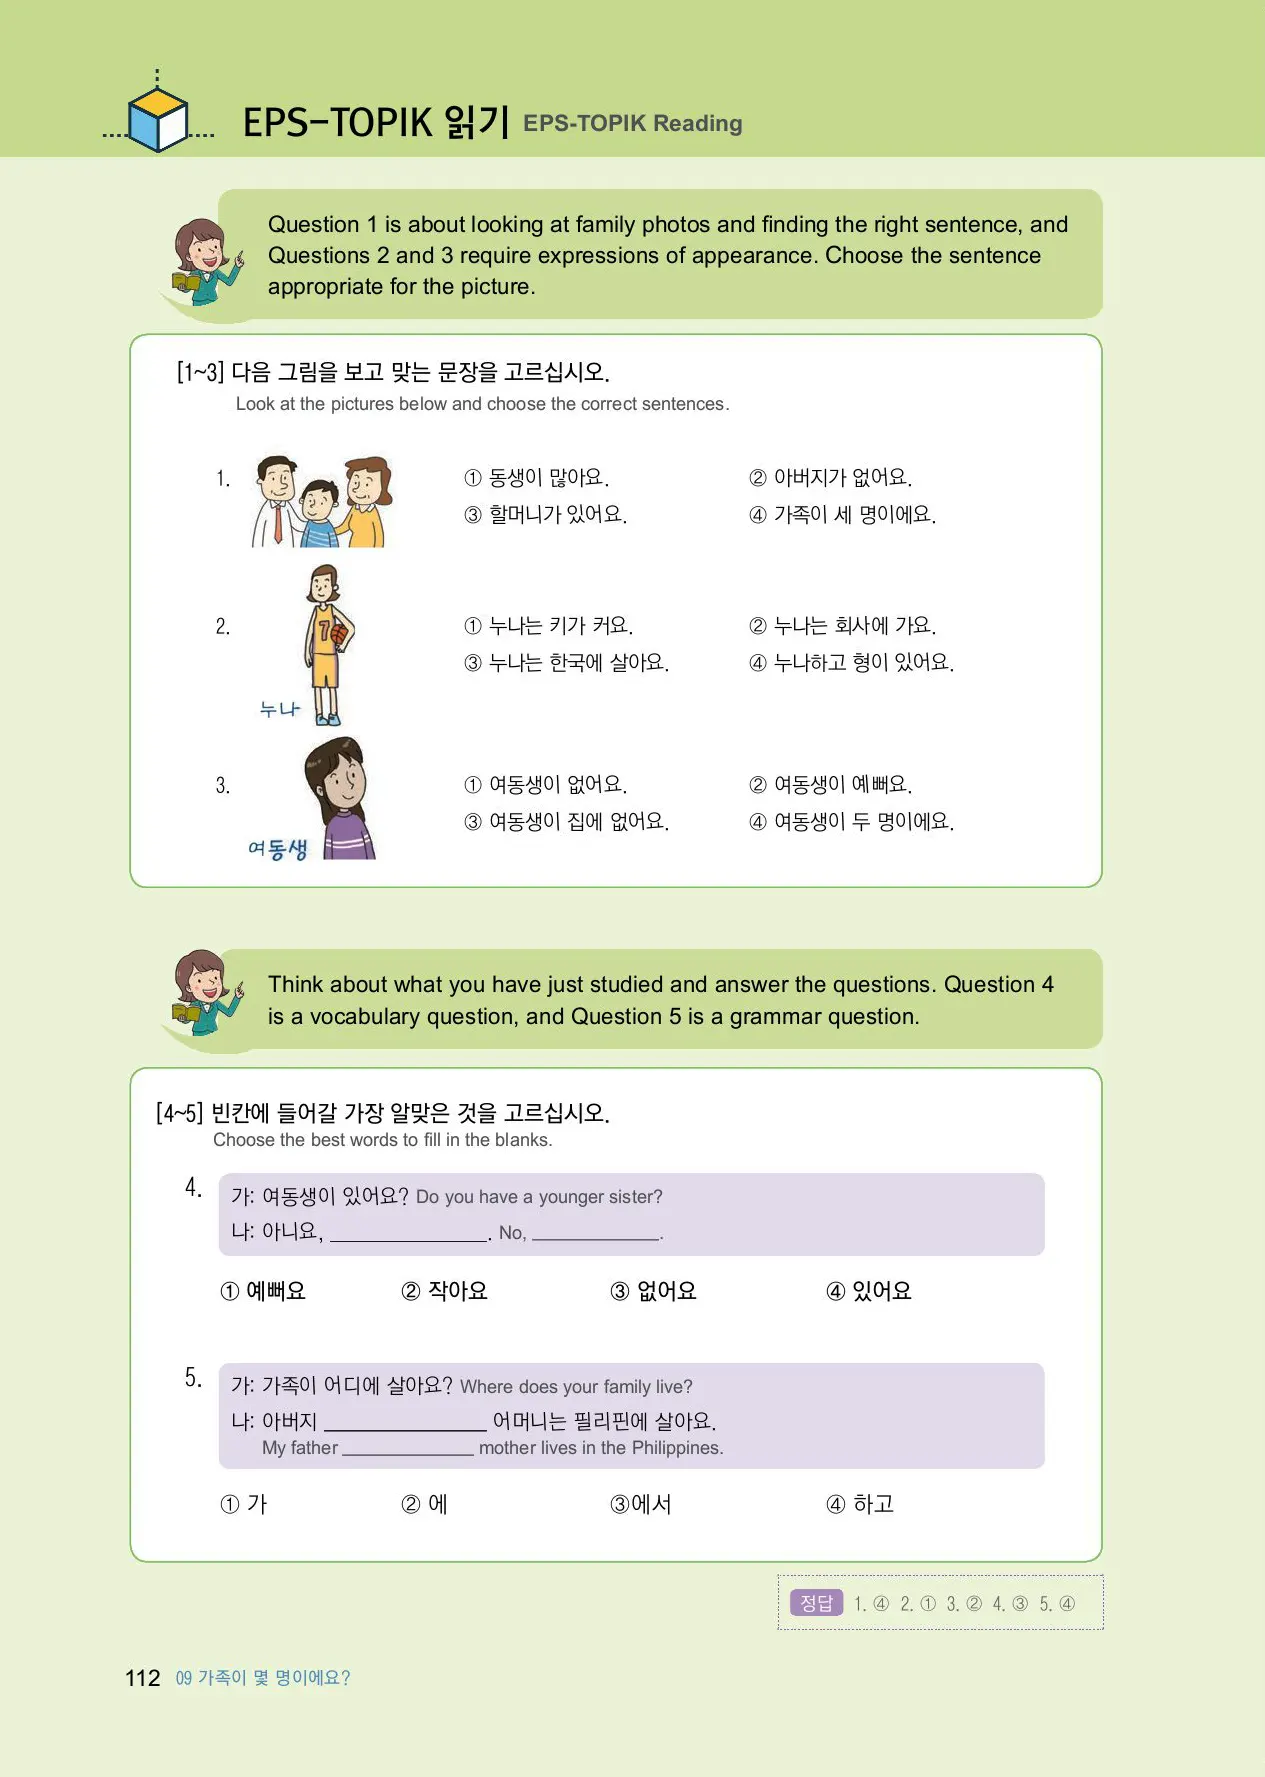 EPS-TOPIK 읽기 EPS-TOPIK Reading
Question 1 is about looking at family photos and finding the right sentence, and
Questions 2 and 3 require expressions of appearance. Choose the sentence
appropriate for the picture.
[1~3] 다음 그림을 보고 맞는 문장을 고르십시오.
Look at the pictures below and choose the correct sentences.
1.
① 동생이 많아요. ② 아버지가 없어요.
③ 할머니가 있어요. ④ 가족이 세 명이에요.
2.
누나
① 누나는 키가 커요. ② 누나는 회사에 가요.
③ 누나는 한국에 살아요. ④ 누나하고 형이 있어요.
3.
여동생
① 여동생이 없어요. ② 여동생이 예뻐요.
③ 여동생이 집에 없어요. ④ 여동생이 두 명이에요.
Think about what you have just studied and answer the questions. Question 4
is a vocabulary question, and Question 5 is a grammar question.
[4~5] 빈칸에 들어갈 가장 알맞은 것을 고르십시오.
Choose the best words to fill in the blanks.
4.
가: 여동생이 있어요? Do you have a younger sister?
나: 아니요, ______________. No, ____________.
① 예뻐요 ② 작아요 ③ 없어요 ④ 있어요
5.
가: 가족이 어디에 살아요? Where does your family live?
나: 아버지 ______________ 어머니는 필리핀에 살아요.
My father ____________ mother lives in the Philippines.
① 가 ② 에 ③에서 ④ 하고
정답 1. ④ 2. ① 3. ② 4. ③ 5. ④
112 09 가족이 몇 명이에요?
7